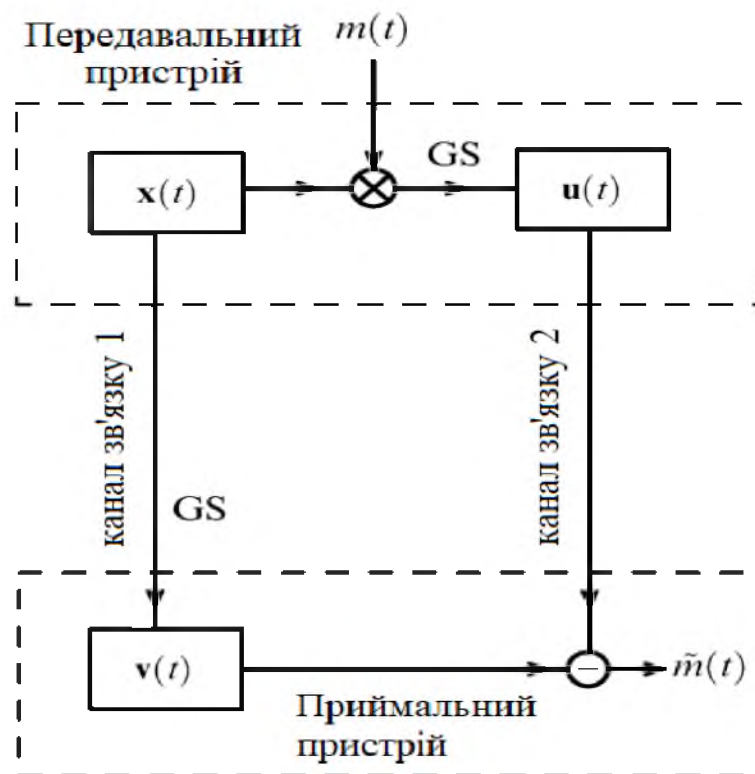 Передавальний
пристрій
m(t)
GS
x(t)
u(t)
канал зв'язку 1
канал зв'язку 2
GS
v(t)
m̃(t)
Приймальний
пристрій